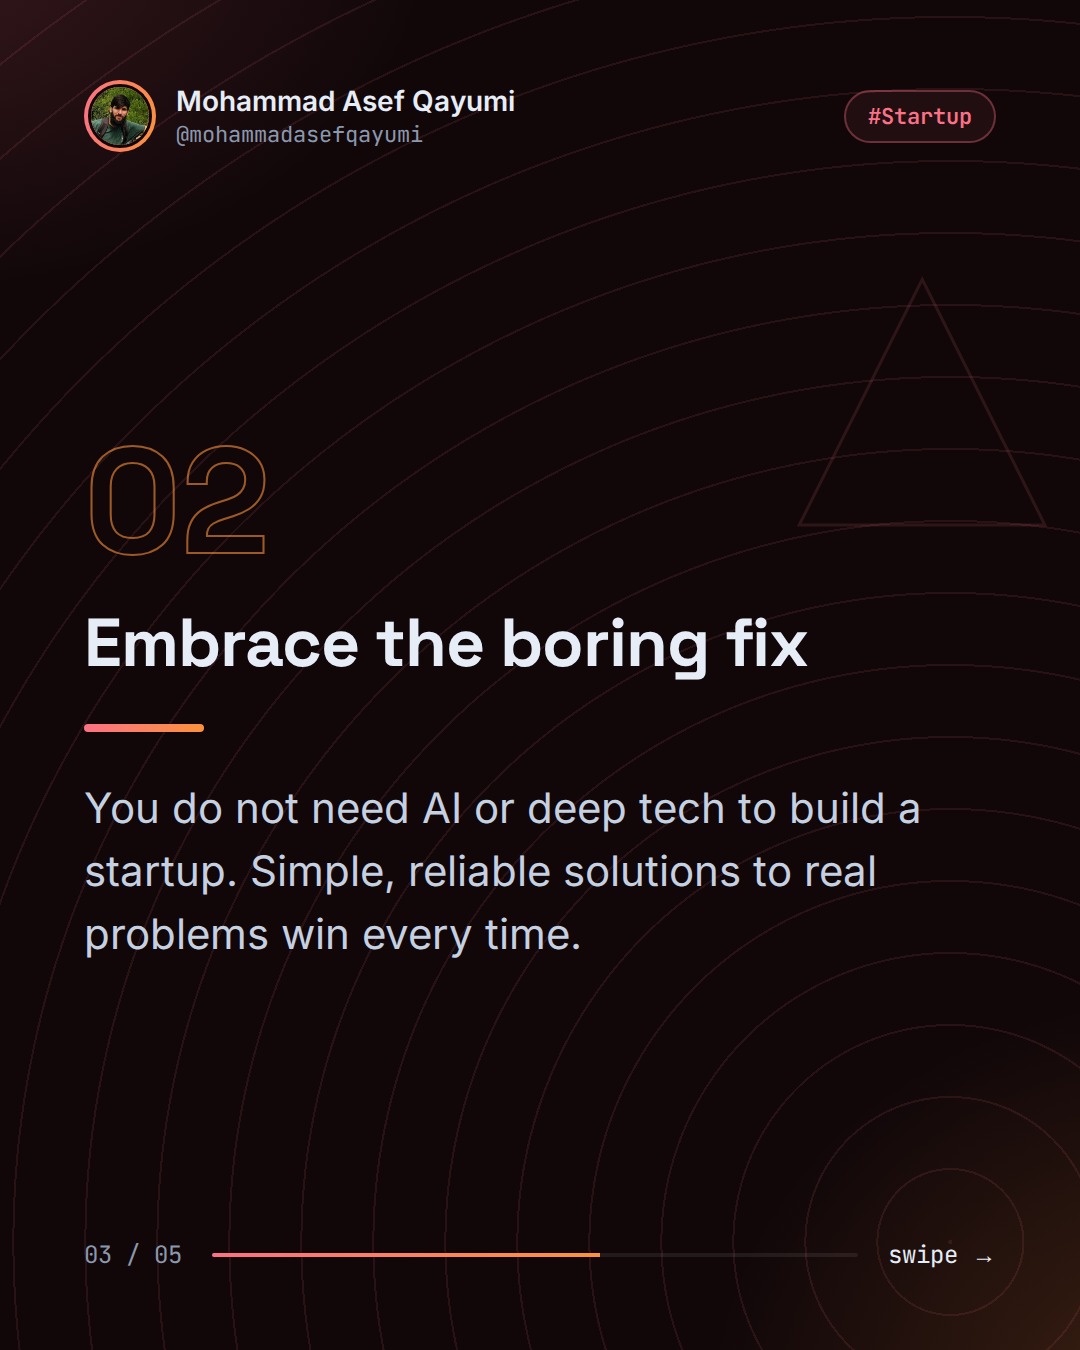 Mohammad Asef Qayumi
@mohammadasefqayumi
#Startup
02
Embrace the boring fix
You do not need AI or deep tech to build a
startup. Simple, reliable solutions to real
problems win every time.
03 / 05
swipe →